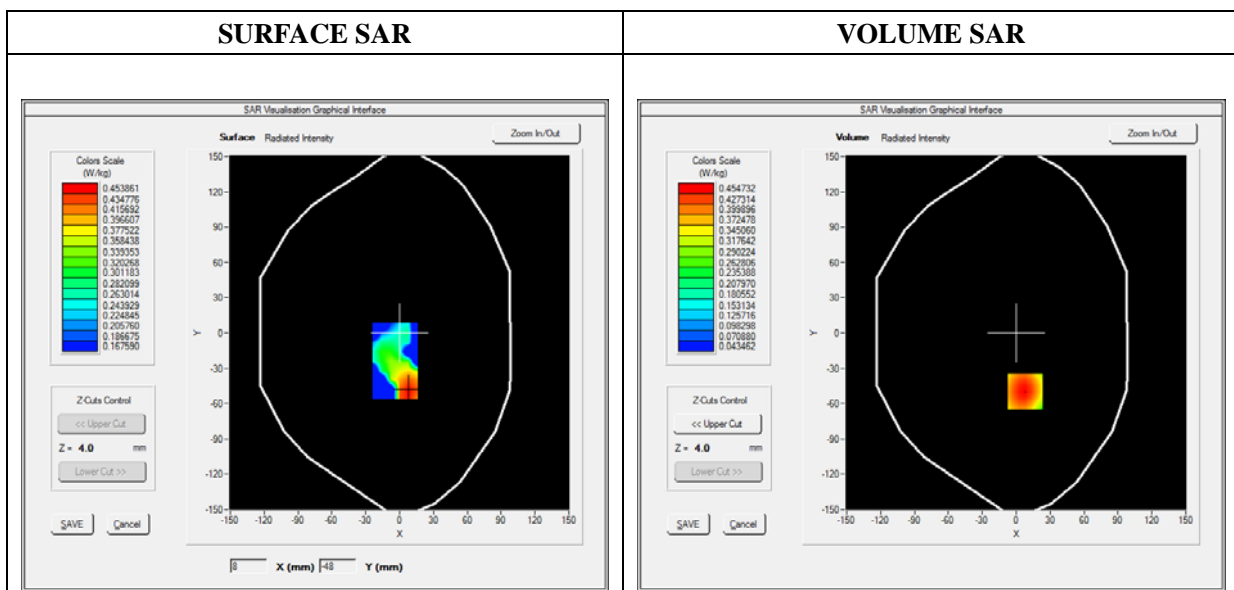 SURFACE SAR
VOLUME SAR
SAR Visualisation Graphical Interface
Surface Radiated Intensity
Zoom In/Out
Colors Scale
(W/kg)
0.453861
0.434776
0.415692
0.396607
0.377522
0.358438
0.339353
0.320268
0.301183
0.282099
0.263014
0.243929
0.224845
0.205760
0.186675
0.167590
Z-Cuts Control
<< Upper Cut
Z = 4.0 mm
Lower Cut >>
SAVE Cancel
150
120
90
60
30
0
-30
-60
-90
-120
-150
Y
-150 -120 -90 -60 -30 0 30 60 90 120 150
X
8 X (mm) -48 Y (mm)
SAR Visualisation Graphical Interface
Volume Radiated Intensity
Zoom In/Out
Colors Scale
(W/kg)
0.454732
0.427314
0.399896
0.372478
0.345060
0.317642
0.290224
0.262806
0.235388
0.207970
0.180552
0.153134
0.125716
0.098298
0.070880
0.043462
Z-Cuts Control
<< Upper Cut
Z = 4.0 mm
Lower Cut >>
SAVE Cancel
150
120
90
60
30
0
-30
-60
-90
-120
-150
Y
-150 -120 -90 -60 -30 0 30 60 90 120 150
X